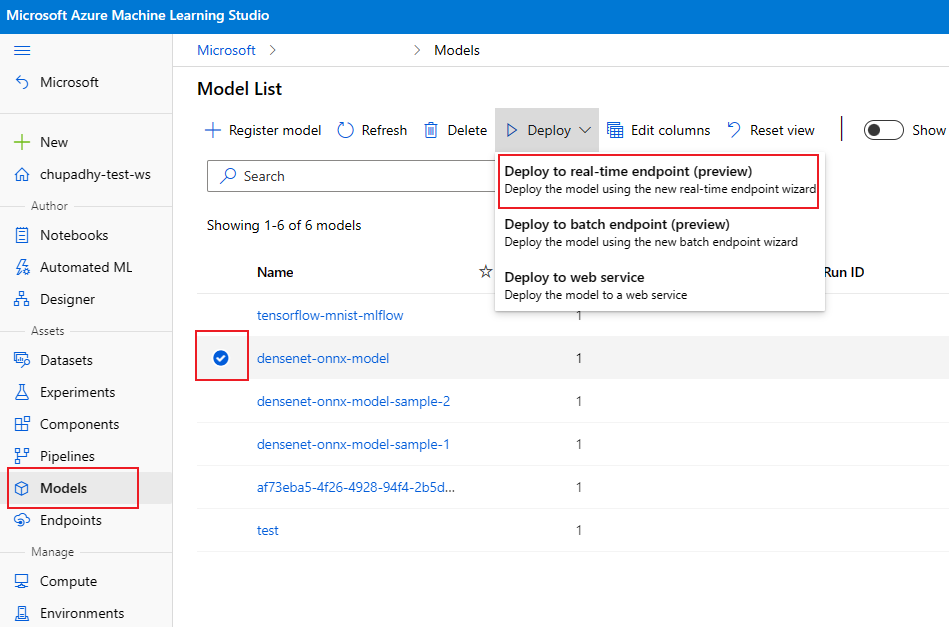 Microsoft Azure Machine Learning Studio
Microsoft
New
chupadhy-test-ws
Author
Notebooks
Automated ML
Designer
Assets
Datasets
Experiments
Components
Pipelines
Models
Endpoints
Manage
Compute
Environments
Microsoft > > Models
Model List
Register model Refresh Delete Deploy Edit columns Reset view Show
Search
Deploy to real-time endpoint (preview)
Deploy the model using the new real-time endpoint wizard
Deploy to batch endpoint (preview)
Deploy the model using the new batch endpoint wizard
Deploy to web service
Deploy the model to a web service
Showing 1-6 of 6 models
Name Run ID
tensorflow-mnist-mlflow 1
densenet-onnx-model 1
densenet-onnx-model-sample-2 1
densenet-onnx-model-sample-1 1
af73eba5-4f26-4928-94f4-2b5d... 1
test 1